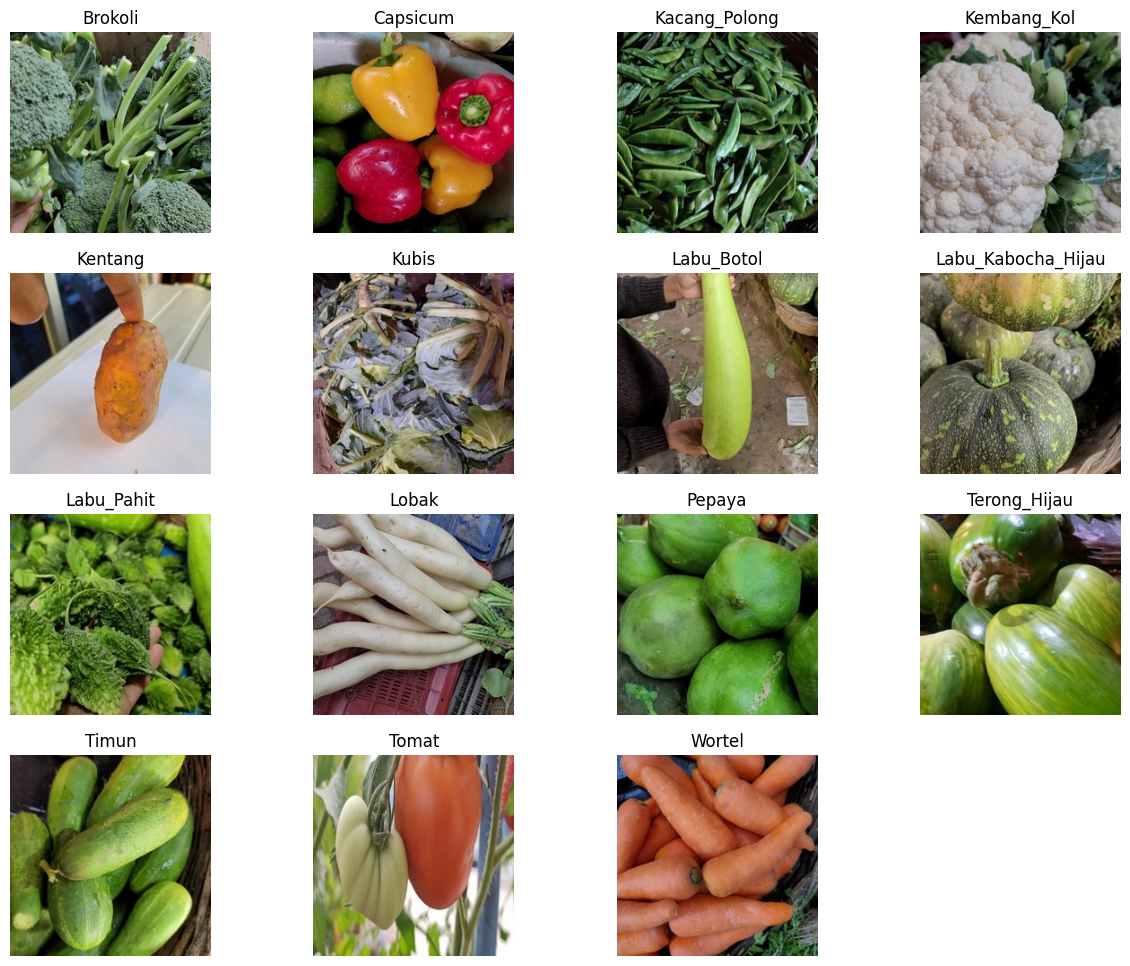 Brokoli
Capsicum
Kacang_Polong
Kembang_Kol
Kentang
Kubis
Labu_Botol
Labu_Kabocha_Hijau
Labu_Pahit
Lobak
Pepaya
Terong_Hijau
Timun
Tomat
Wortel